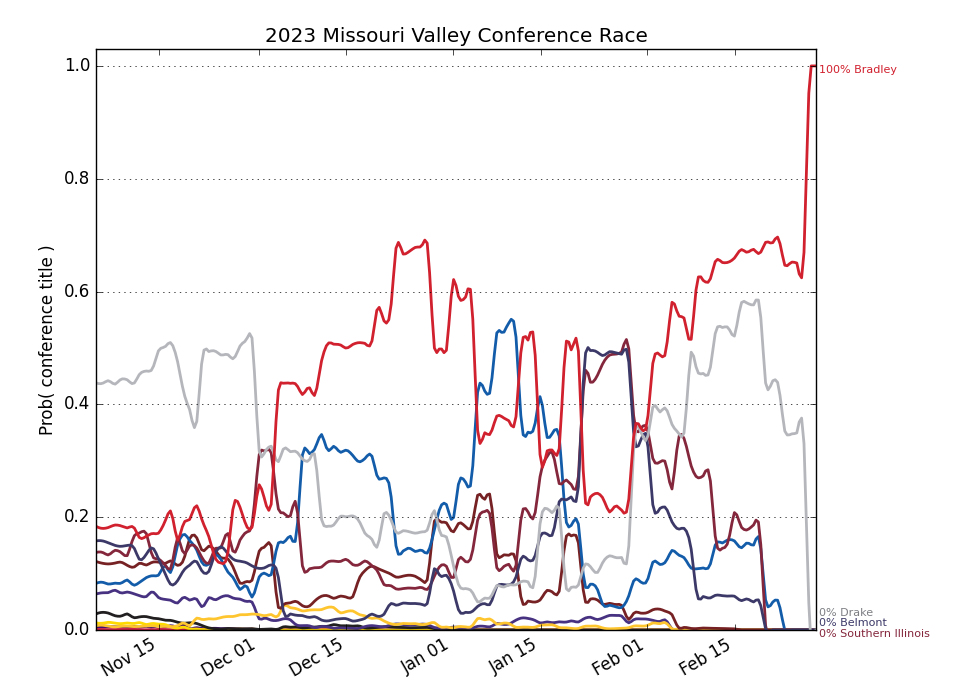 2023 Missouri Valley Conference Race
Prob( conference title )
1.0
0.8
0.6
0.4
0.2
0.0
Nov 15
Dec 01
Dec 15
Jan 01
Jan 15
Feb 01
Feb 15
100% Bradley
0% Drake
0% Belmont
0% Southern Illinois